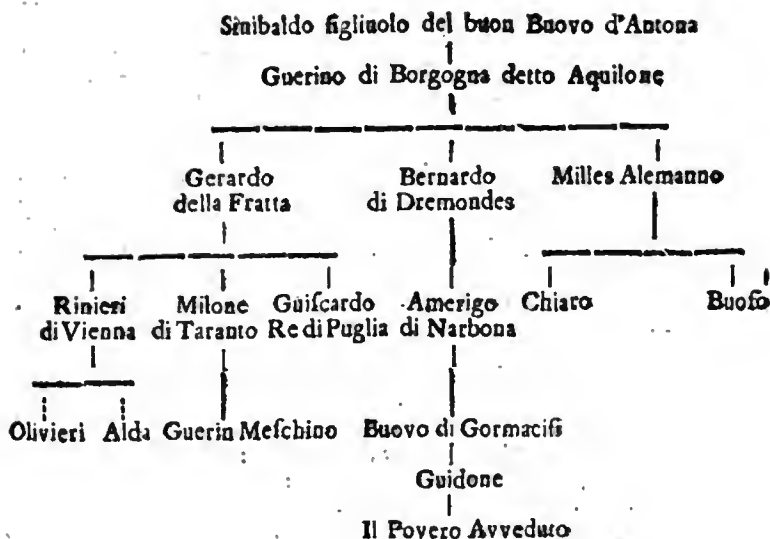 Sinibaldo figliuolo del buon Buovo d'Antona
Guerino di Borgogna detto Aquilone
Gerardo Bernardo Milles Alemanno
della Fratta di Dremondes
Rinieri Milone Guiſcardo Amerigo Chiaro Buoſo
di Vienna di Taranto Re di Puglia di Narbona
Olivieri Alda Guerin Meſchino Buovo di Gormaciſi
Guidone
Il Povero Avveduto